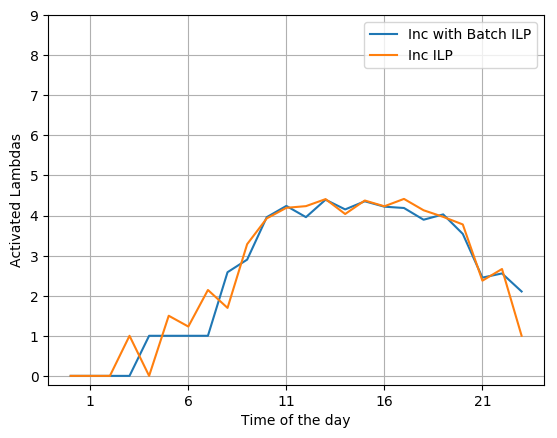 9
8
7
6
5
4
3
2
1
0
Activated Lambdas
Inc with Batch ILP
Inc ILP
1 6 11 16 21
Time of the day